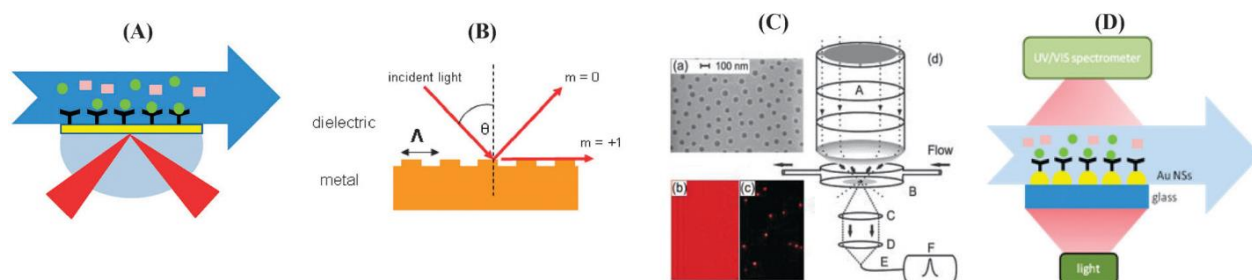 (A)
(B)
incident light
m = 0
θ
dielectric
Λ
m = +1
metal
(C)
(a)
100 nm
(d)
A
Flow
B
(b)
(c)
C
D
E
F
(D)
UV/VIS spectrometer
Au NSs
glass
light